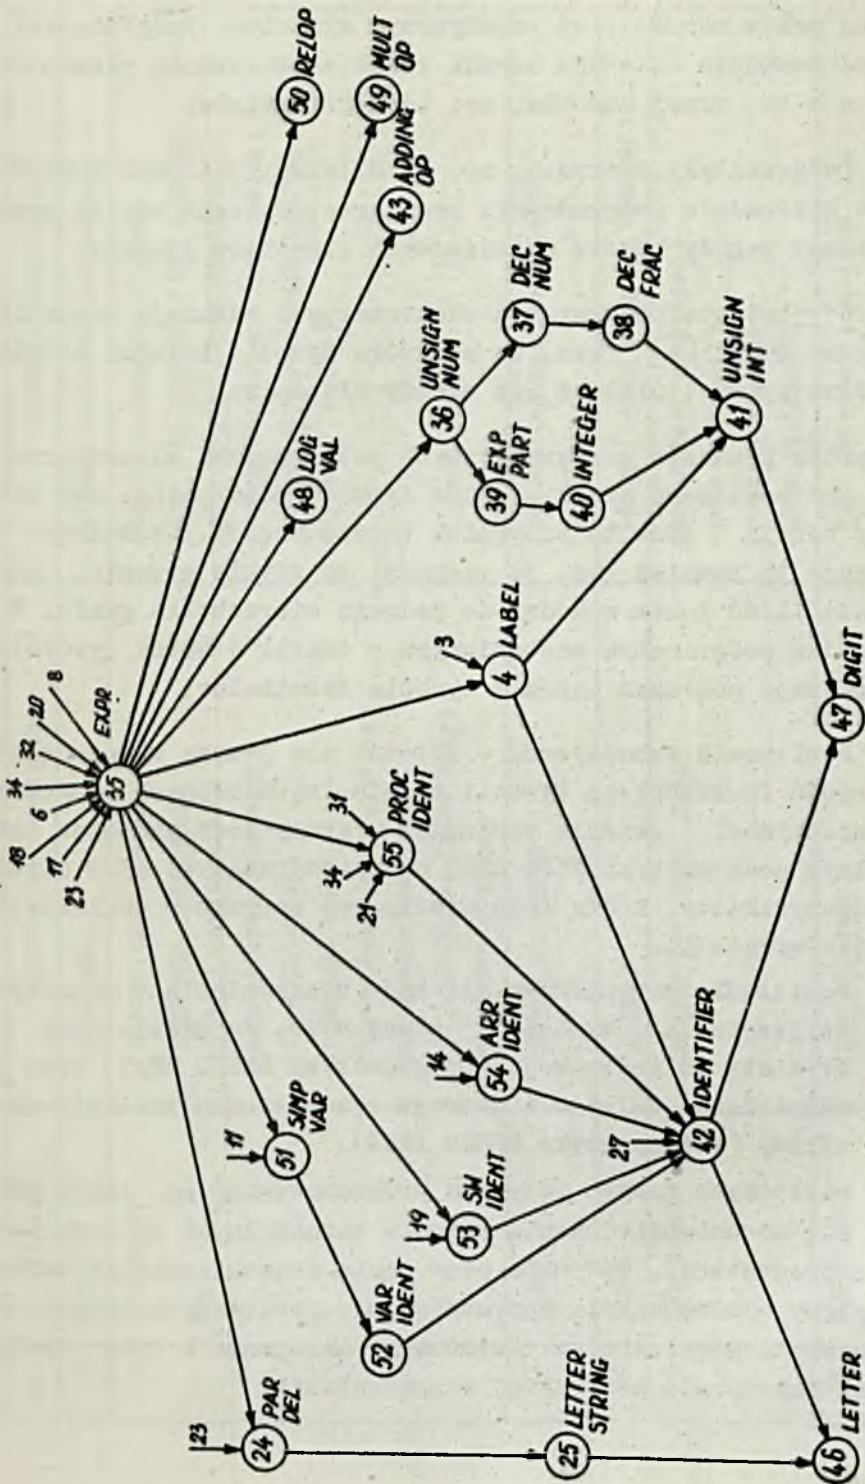 18
17
23
6
34
32
20
8
35 EXPR
50 RELOP
49 MULT
OP
43 ADDING
OP
48 LOG
VAL
36 UNSIGN
NUM
37 DEC
NUM
38 DEC
FRAC
39 EXP
PART
40 INTEGER
41 UNSIGN
INT
3
4 LABEL
34
31
55 PROC
IDENT
14
54 ARR
IDENT
51 SIMP
VAR
19
53 SW
IDENT
52 VAR
IDENT
23
24 PAR
DEL
25 LETTER
STRING
27
42 IDENTIFIER
47 DIGIT
46 LETTER